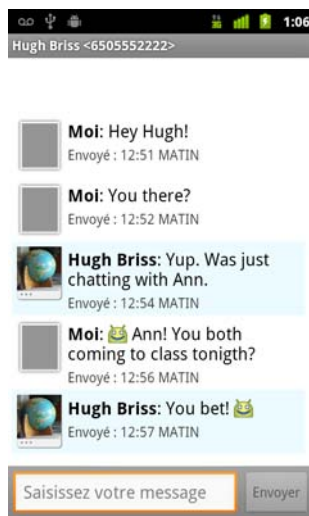 1:06
Hugh Briss <6505552222>
Moi: Hey Hugh!
Envoyé : 12:51 MATIN
Moi: You there?
Envoyé : 12:52 MATIN
Hugh Briss: Yup. Was just
chatting with Ann.
Envoyé : 12:54 MATIN
Moi: Ann! You both
coming to class tonigth?
Envoyé : 12:56 MATIN
Hugh Briss: You bet!
Envoyé : 12:57 MATIN
Saisissez votre message
Envoyer